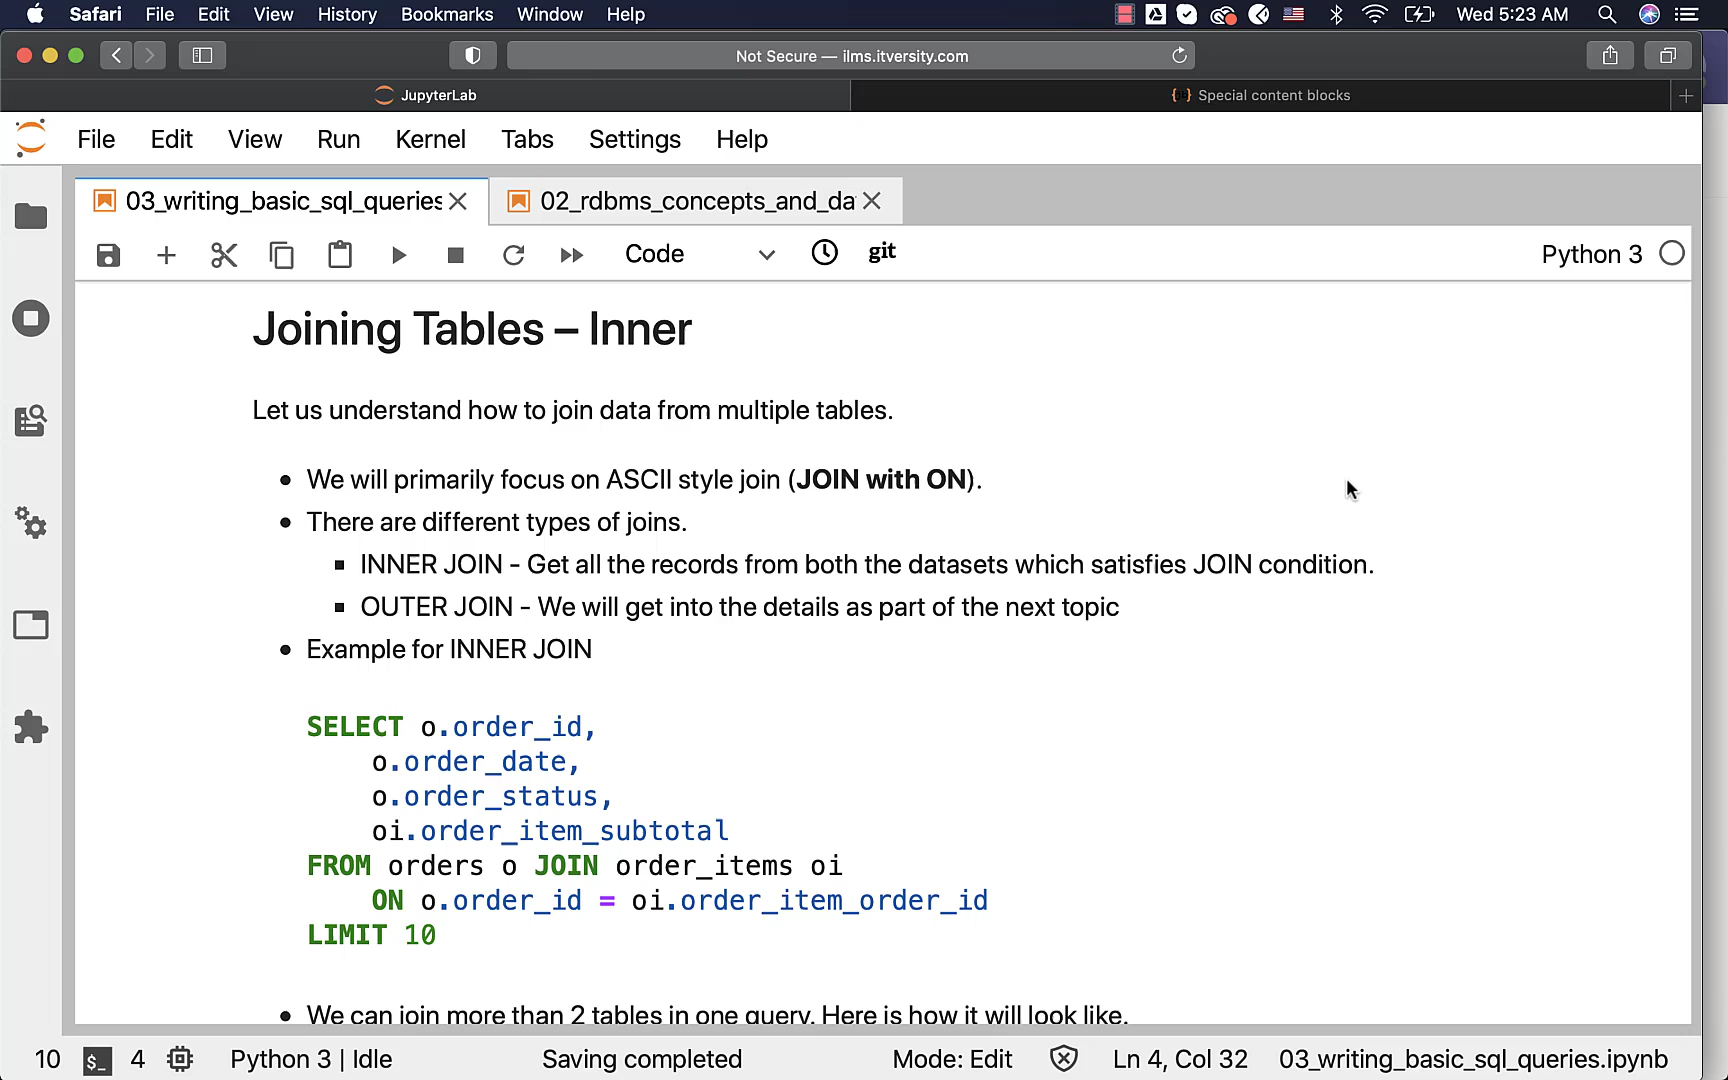 Safari File Edit View History Bookmarks Window Help Wed 5:23 AM
Not Secure — ilms.itversity.com
JupyterLab Special content blocks
File Edit View Run Kernel Tabs Settings Help
03_writing_basic_sql_queries 02_rdbms_concepts_and_da
Code git Python 3
Joining Tables – Inner
Let us understand how to join data from multiple tables.
• We will primarily focus on ASCII style join (JOIN with ON).
• There are different types of joins.
▪ INNER JOIN - Get all the records from both the datasets which satisfies JOIN condition.
▪ OUTER JOIN - We will get into the details as part of the next topic
• Example for INNER JOIN
SELECT o.order_id,
o.order_date,
o.order_status,
oi.order_item_subtotal
FROM orders o JOIN order_items oi
ON o.order_id = oi.order_item_order_id
LIMIT 10
• We can join more than 2 tables in one query. Here is how it will look like.
10 $_ 4 Python 3 | Idle Saving completed Mode: Edit Ln 4, Col 32 03_writing_basic_sql_queries.ipynb